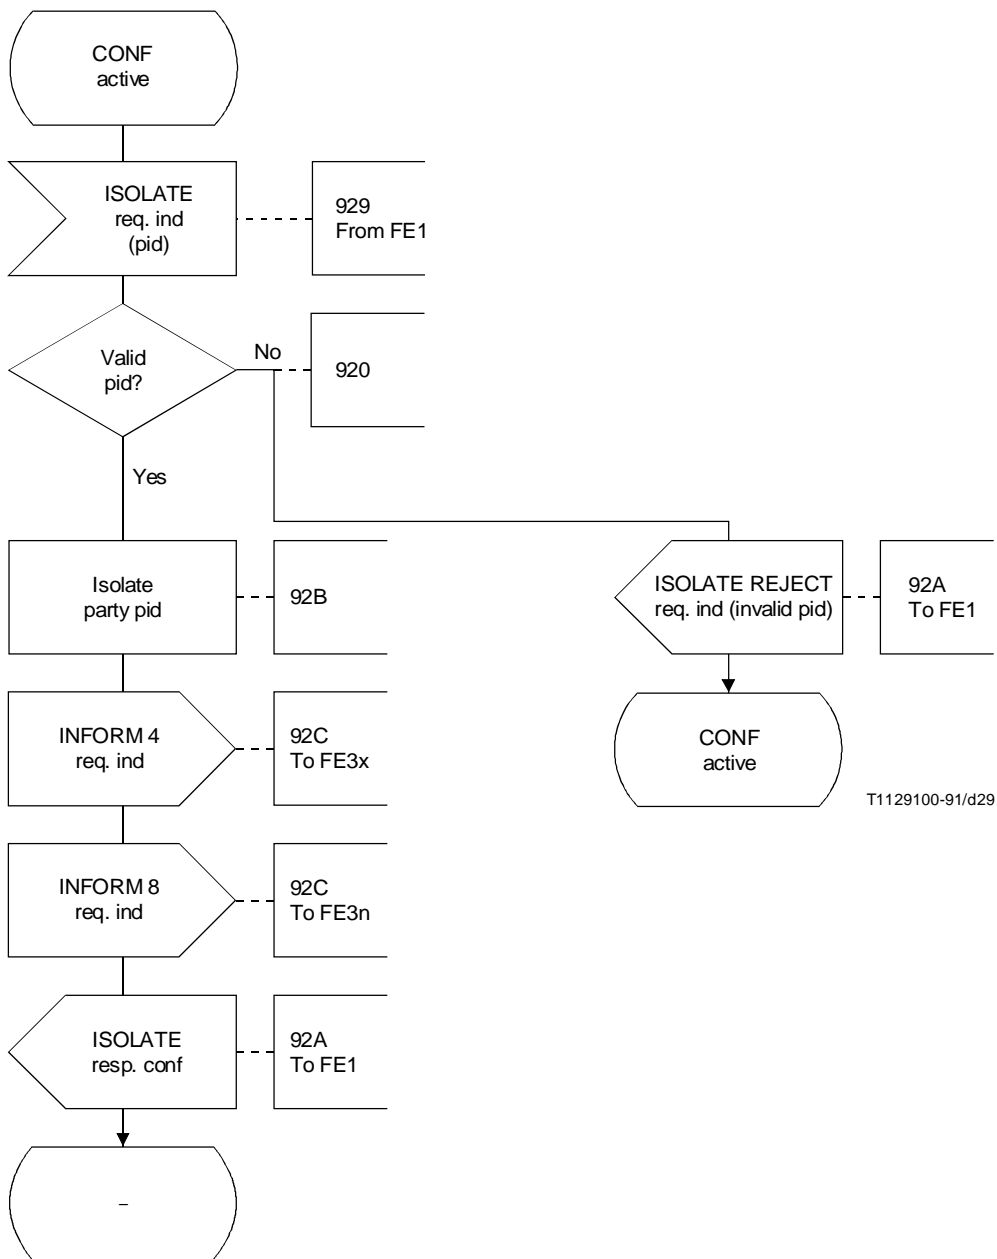 CONF
active
ISOLATE
req. ind
(pid)
929
From FE1
Valid
pid?
No
920
Yes
Isolate
party pid
92B
ISOLATE REJECT
req. ind (invalid pid)
92A
To FE1
INFORM 4
req. ind
92C
To FE3x
CONF
active
T1129100-91/d29
INFORM 8
req. ind
92C
To FE3n
ISOLATE
resp. conf
92A
To FE1
–